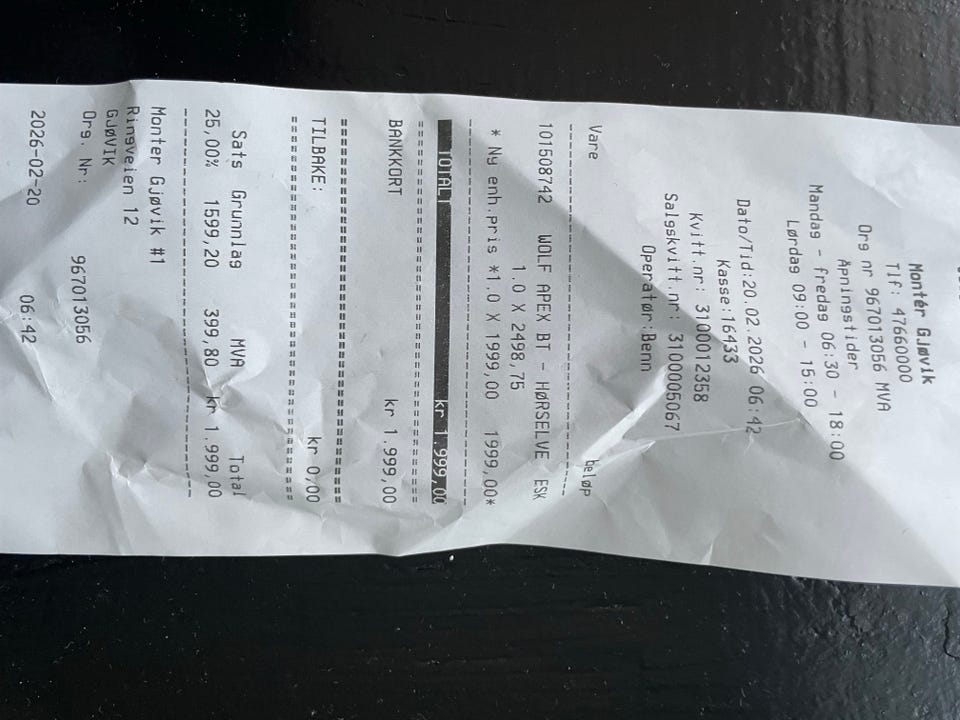 Montér Gjøvik
Tlf: 47660000
Org nr 967013056 MVA
Åpningstider
Mandag - fredag 06:30 - 18:00
Lørdag 09:00 - 15:00
Dato/Tid:20.02.2026 06:42
Kasse:16433
Kvitt.nr: 3100012358
Salgskvitt.nr: 3100005067
Operatør:Benn
Vare beløp
101508742 WOLF APEX BT - HØRSELVE ESK
1.0 X 2498,75
* Ny enh.pris *1.0 X 1999,00 1999,00*
TOTALT kr 1.999,00
BANKKORT kr 1.999,00
TILBAKE: kr 0,00
Sats Grunnlag MVA Total
25,00% 1599,20 399,80 kr 1.999,00
Monter Gjøvik #1
Ringveien 12
GJØVIK
Org. Nr: 967013056
2026-02-20 06:42